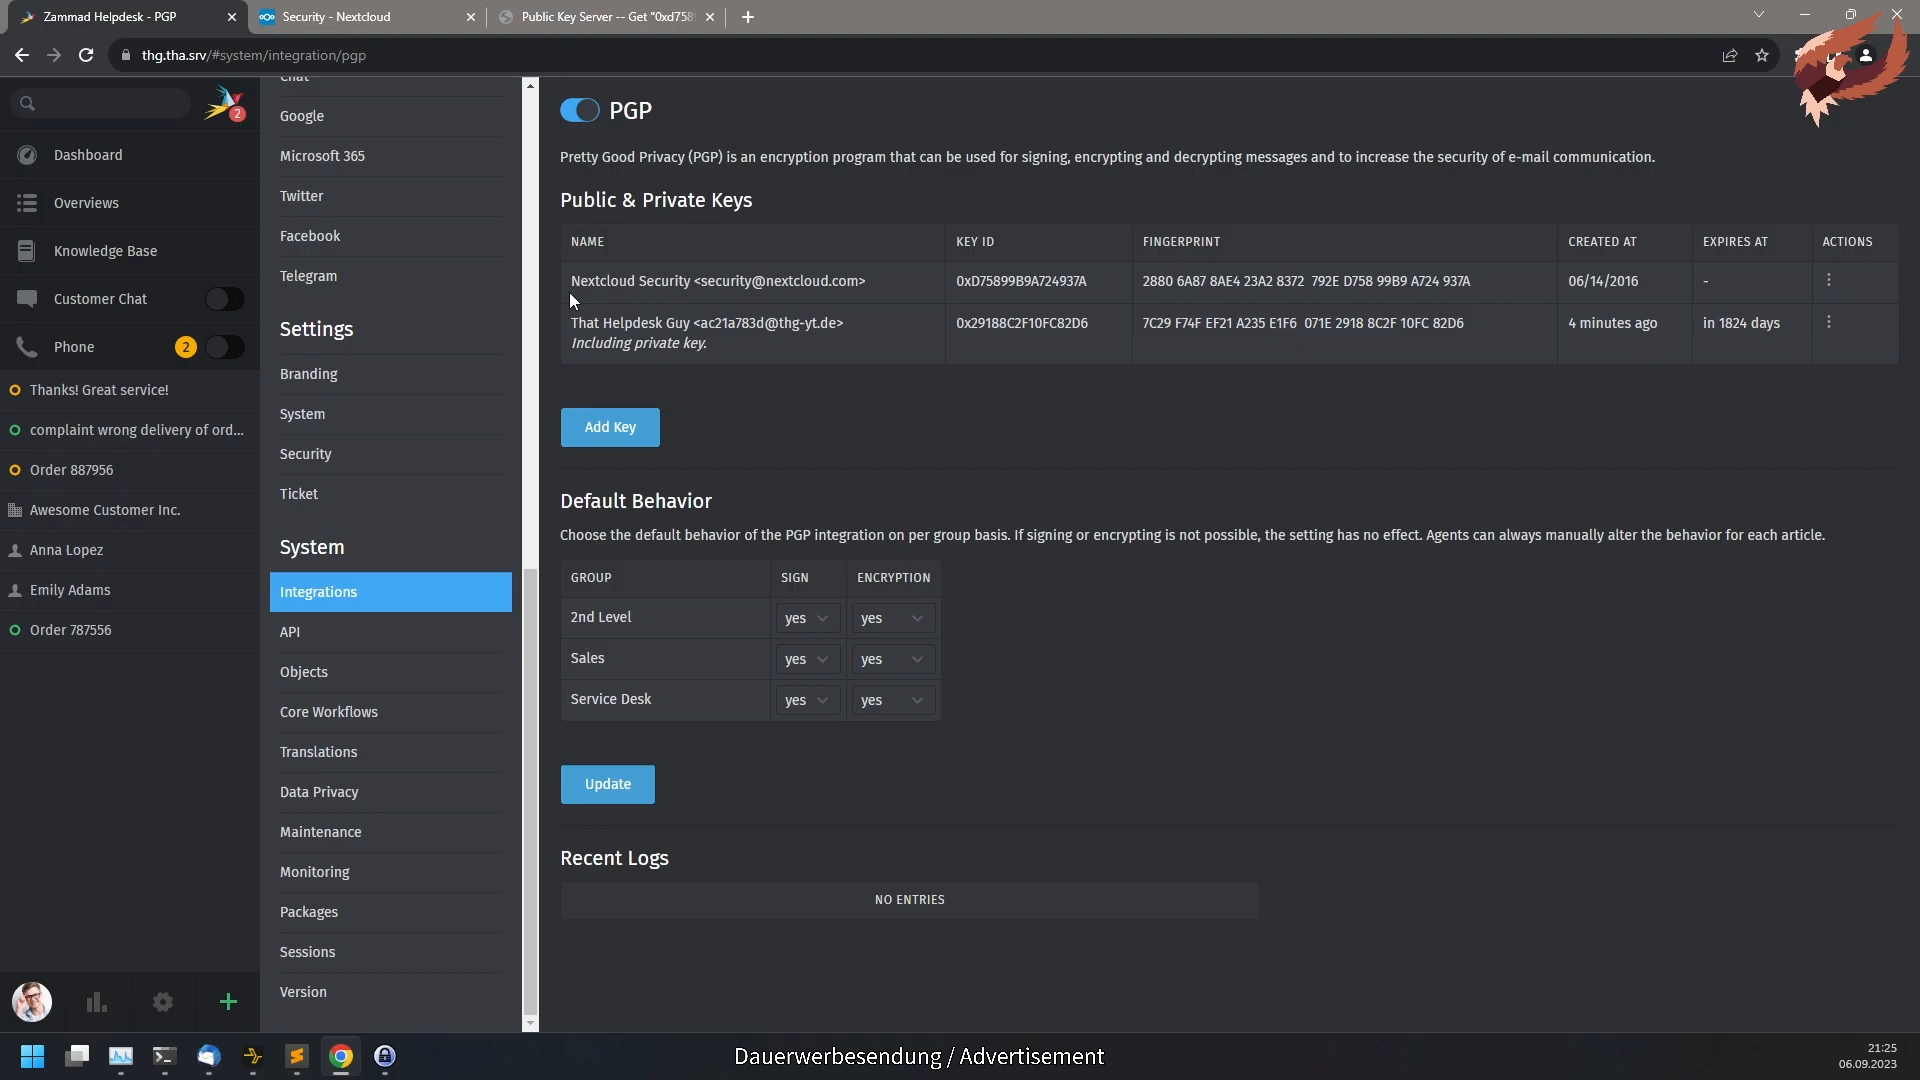 Zammad Helpdesk - PGP
Security - Nextcloud
Public Key Server -- Get "0xd758
thg.tha.srv/#system/integration/pgp
2
Dashboard
Overviews
Knowledge Base
Customer Chat
Phone
2
Thanks! Great service!
complaint wrong delivery of ord...
Order 887956
Awesome Customer Inc.
Anna Lopez
Emily Adams
Order 787556
Chat
Google
Microsoft 365
Twitter
Facebook
Telegram
Settings
Branding
System
Security
Ticket
System
Integrations
API
Objects
Core Workflows
Translations
Data Privacy
Maintenance
Monitoring
Packages
Sessions
Version
PGP
Pretty Good Privacy (PGP) is an encryption program that can be used for signing, encrypting and decrypting messages and to increase the security of e-mail communication.
Public & Private Keys
NAME KEY ID FINGERPRINT CREATED AT EXPIRES AT ACTIONS
Nextcloud Security <security@nextcloud.com> 0xD75899B9A724937A 2880 6A87 8AE4 23A2 8372 792E D758 99B9 A724 937A 06/14/2016 -
That Helpdesk Guy <ac21a783d@thg-yt.de> 0x29188C2F10FC82D6 7C29 F74F EF21 A235 E1F6 071E 2918 8C2F 10FC 82D6 4 minutes ago in 1824 days
Including private key.
Add Key
Default Behavior
Choose the default behavior of the PGP integration on per group basis. If signing or encrypting is not possible, the setting has no effect. Agents can always manually alter the behavior for each article.
GROUP SIGN ENCRYPTION
2nd Level yes yes
Sales yes yes
Service Desk yes yes
Update
Recent Logs
NO ENTRIES
Dauerwerbesendung / Advertisement
21:25
06.09.2023